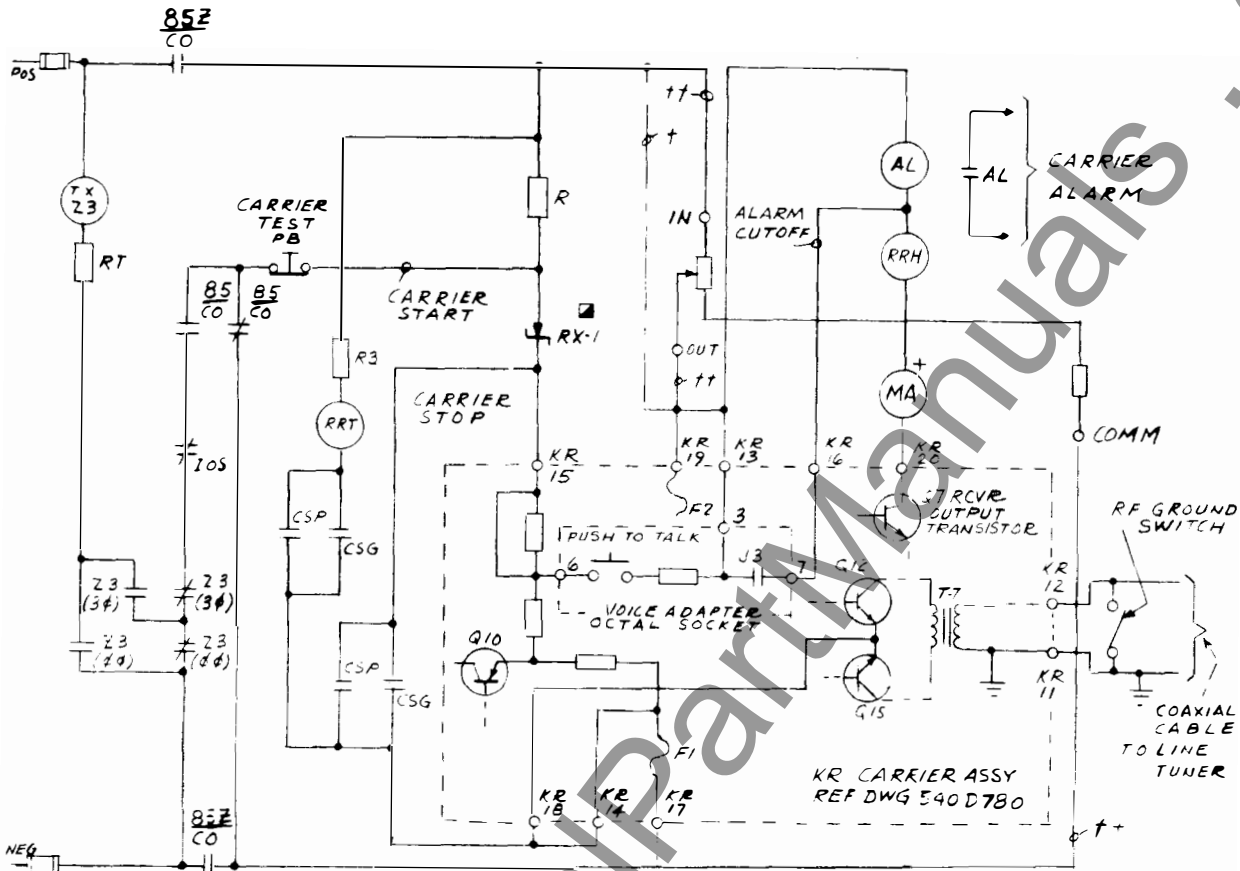 85Z
CO
POS
TX
Z3
RT
CARRIER
TEST
PB
85
CO
85
CO
CARRIER
START
R
RX-1
R3
RRT
CARRIER
STOP
IOS
CSP
CSG
Z3
(3Φ)
Z3
(3Φ)
Z3
Z3
CSP
CSG
††
†
IN
ALARM
CUTOFF
OUT
††
AL
RRH
+
MA
AL
CARRIER
ALARM
COMM
KR
15
KR
19
KR
13
KR
16
KR
20
F2
3
PUSH TO TALK
6
J3
7
VOICE ADAPTER
OCTAL SOCKET
RCVR
OUTPUT
TRANSISTOR
Q12
Q15
Q10
T-7
KR
12
KR
11
RF GROUND
SWITCH
COAXIAL
CABLE
TO LINE
TUNER
F1
KR
18
KR
14
KR
17
KR CARRIER ASSY
REF DWG 540D780
††
85Z
CO
NEG
PartManuals